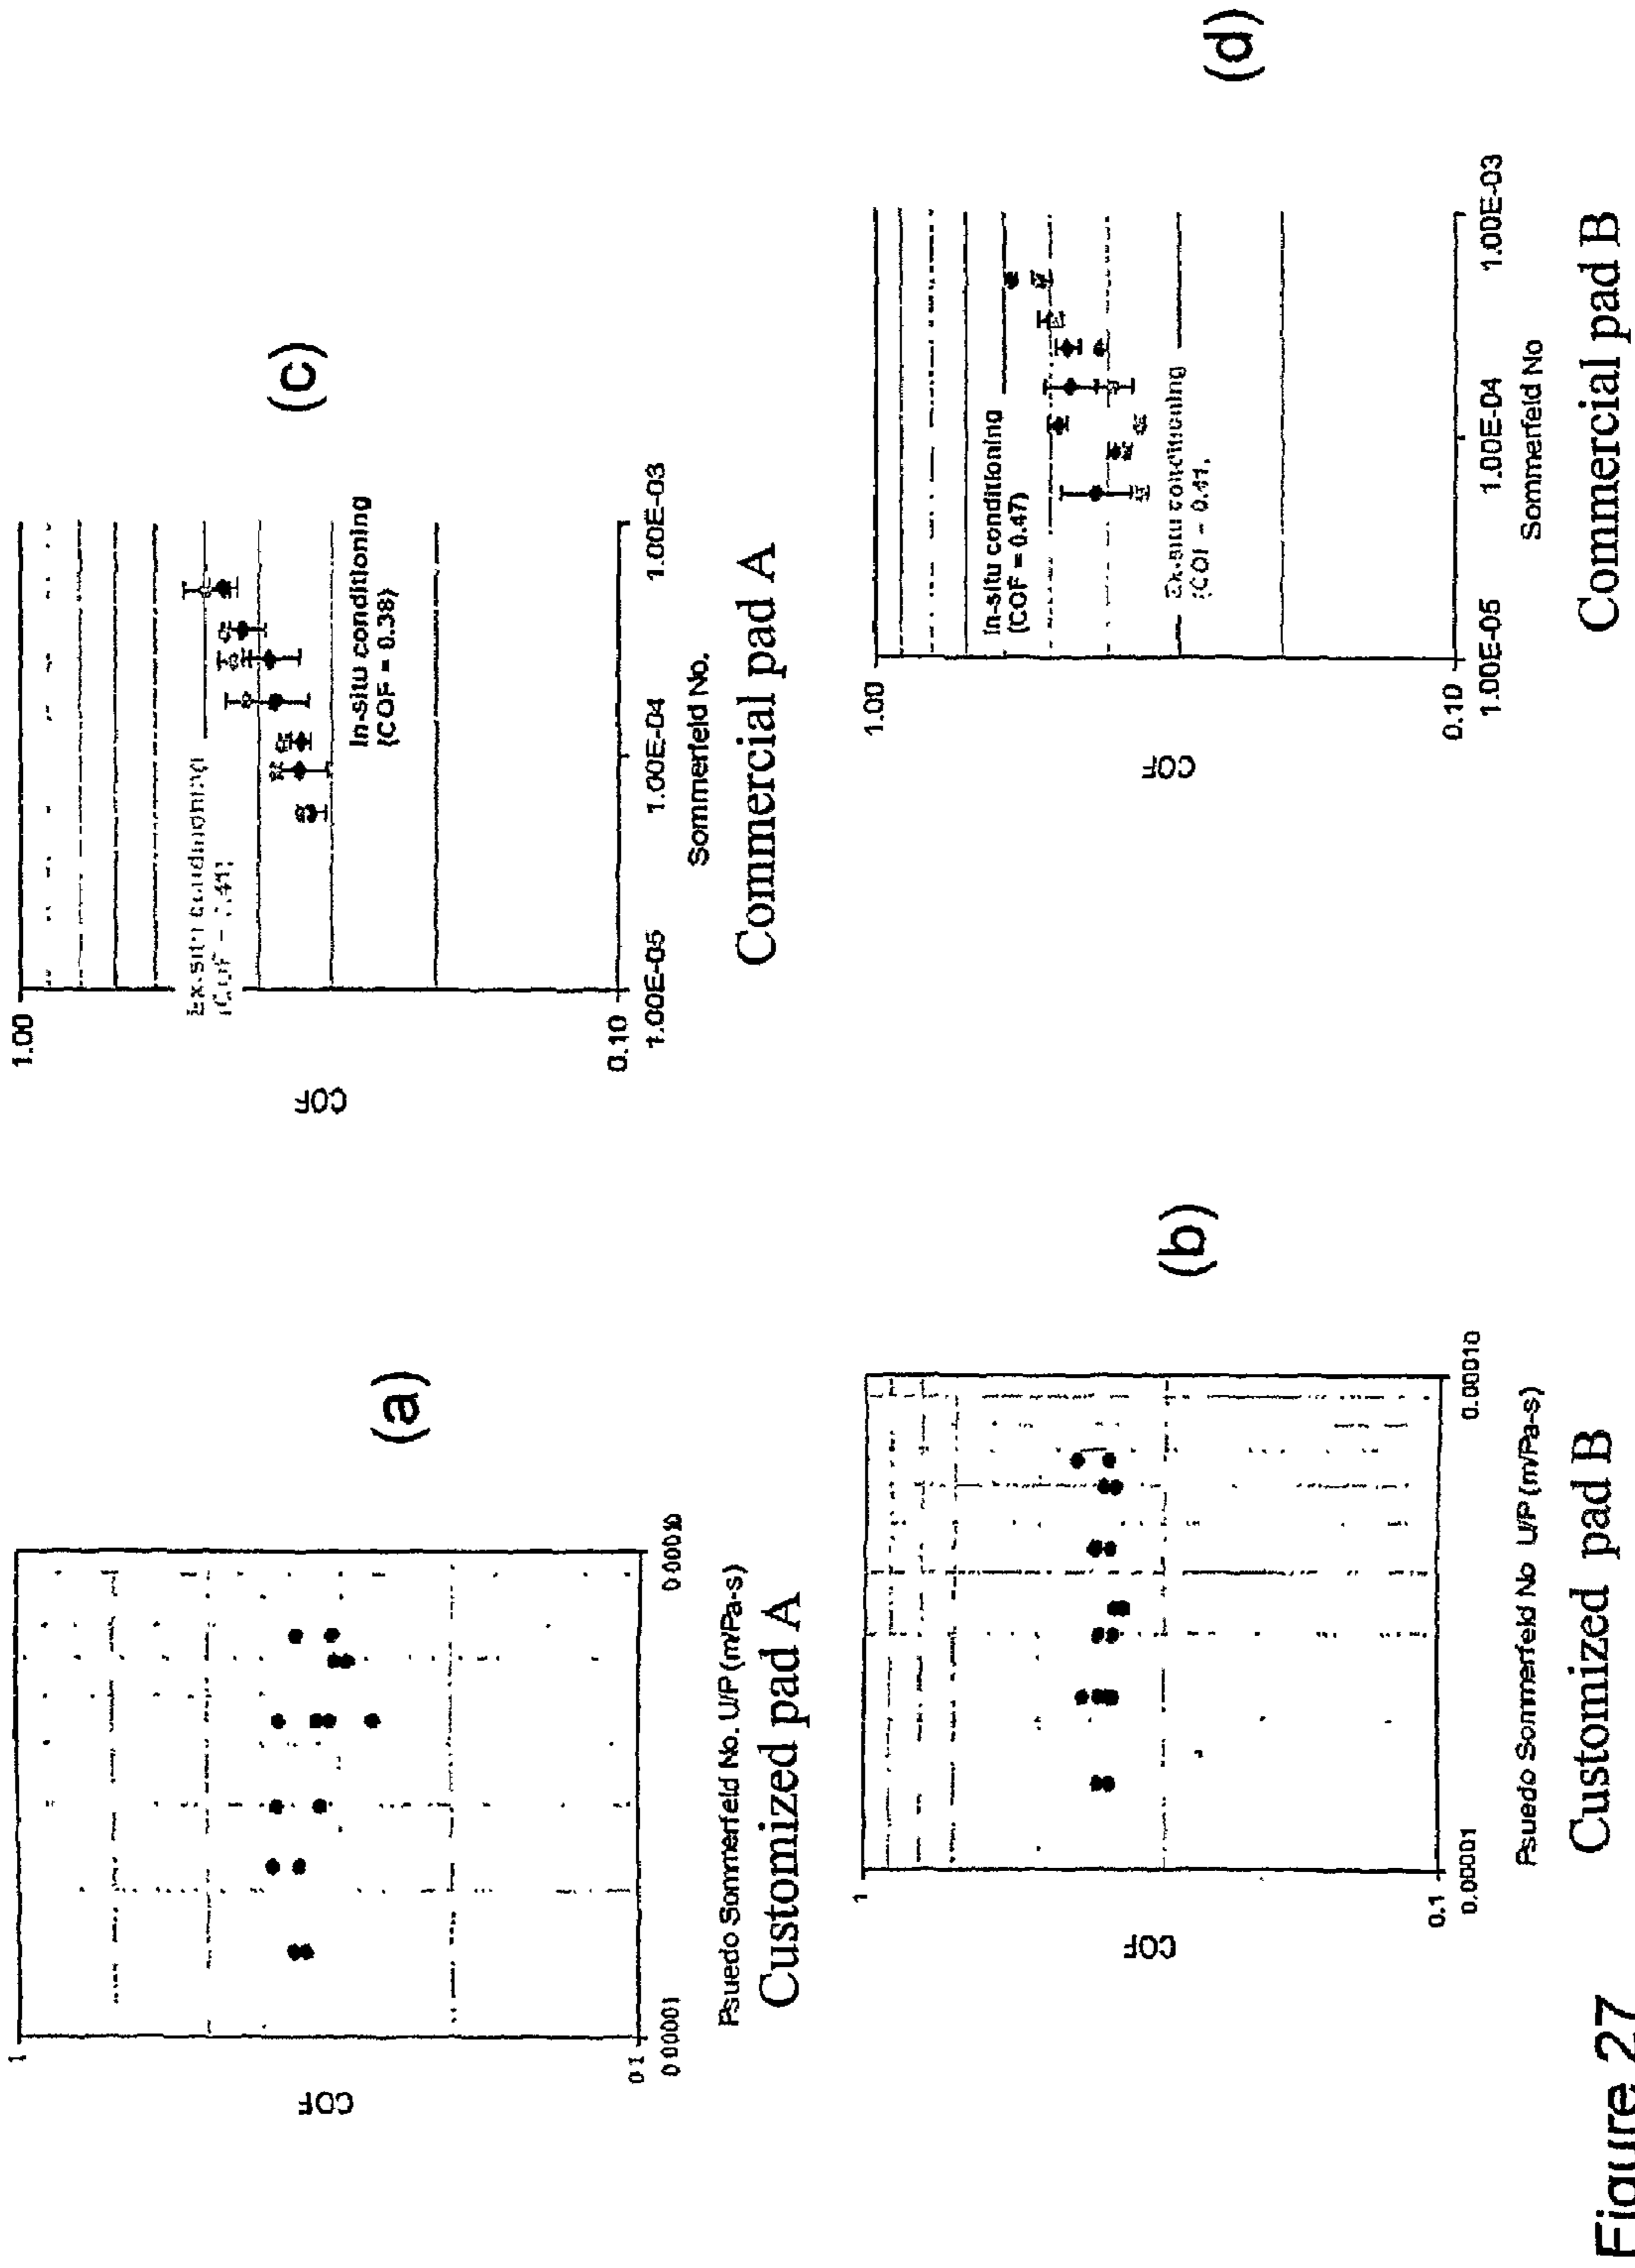 1
COF
0.1
0.00001
0.00010
Psuedo Sommerfeld No. U/P (m/Pa-s)
Customized pad A
(a)
1.00
COF
Ex-situ conditioning
In-situ conditioning
(COF = 0.38)
0.10
1.00E-05
1.00E-04
1.00E-03
Sommerfeld No.
Commercial pad A
(c)
1
COF
0.1
0.00001
0.00010
Psuedo Sommerfeld No U/P (m/Pa-s)
Customized pad B
(b)
1.00
COF
In-situ conditioning
(COF = 0.47)
Ex-situ conditioning
0.10
1.00E-05
1.00E-04
1.00E-03
Sommerfeld No
Commercial pad B
(d)
Figure 27